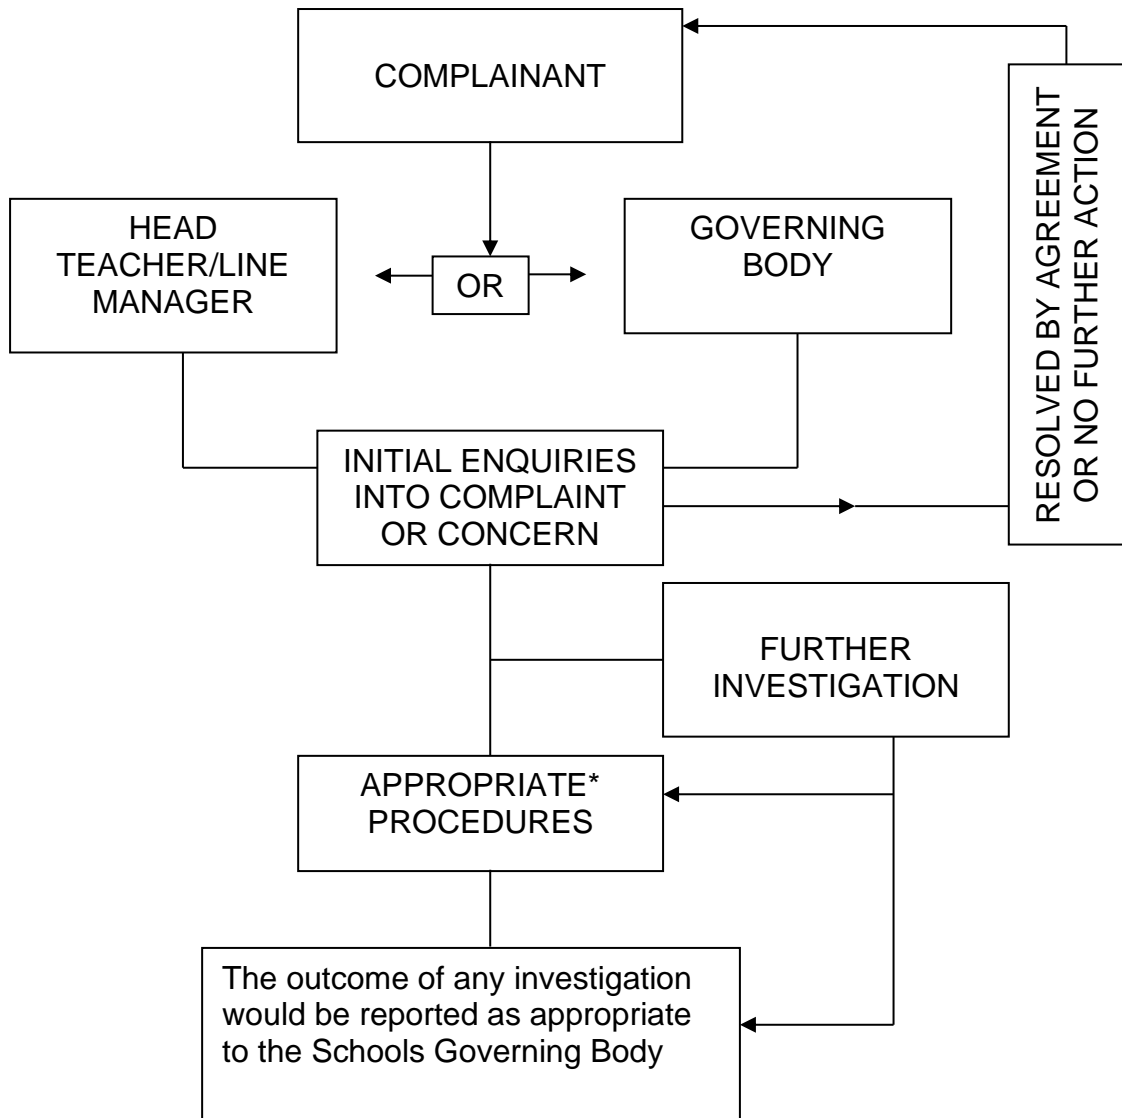 COMPLAINANT
RESOLVED BY AGREEMENT
OR NO FURTHER ACTION
HEAD
TEACHER/LINE
MANAGER
OR
GOVERNING
BODY
INITIAL ENQUIRIES
INTO COMPLAINT
OR CONCERN
FURTHER
INVESTIGATION
APPROPRIATE*
PROCEDURES
The outcome of any investigation
would be reported as appropriate
to the Schools Governing Body